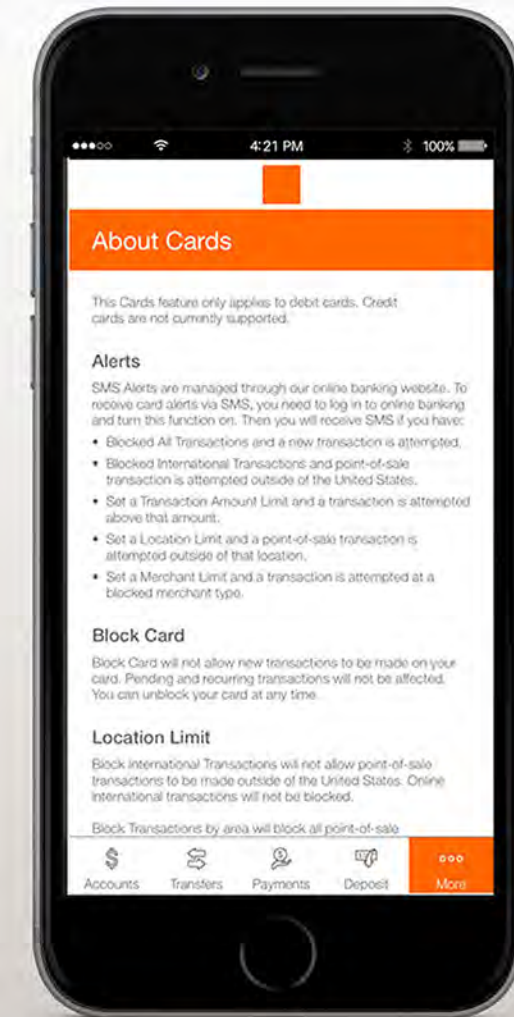 4:21 PM
100%
About Cards
This Cards feature only applies to debit cards. Credit
cards are not currently supported.
Alerts
SMS Alerts are managed through our online banking website. To
receive card alerts via SMS, you need to log in to online banking
and turn this function on. Then you will receive SMS if you have:
• Blocked All Transactions and a new transaction is attempted.
• Blocked International Transactions and point-of-sale
transaction is attempted outside of the United States.
• Set a Transaction Amount Limit and a transaction is attempted
above that amount.
• Set a Location Limit and a point-of-sale transaction is
attempted outside of that location.
• Set a Merchant Limit and a transaction is attempted at a
blocked merchant type.
Block Card
Block Card will not allow new transactions to be made on your
card. Pending and recurring transactions will not be affected.
You can unblock your card at any time.
Location Limit
Block International Transactions will not allow point-of-sale
transactions to be made outside of the United States. Online
international transactions will not be blocked.
Block Transactions by area will block all point-of-sale
Accounts Transfers Payments Deposit More